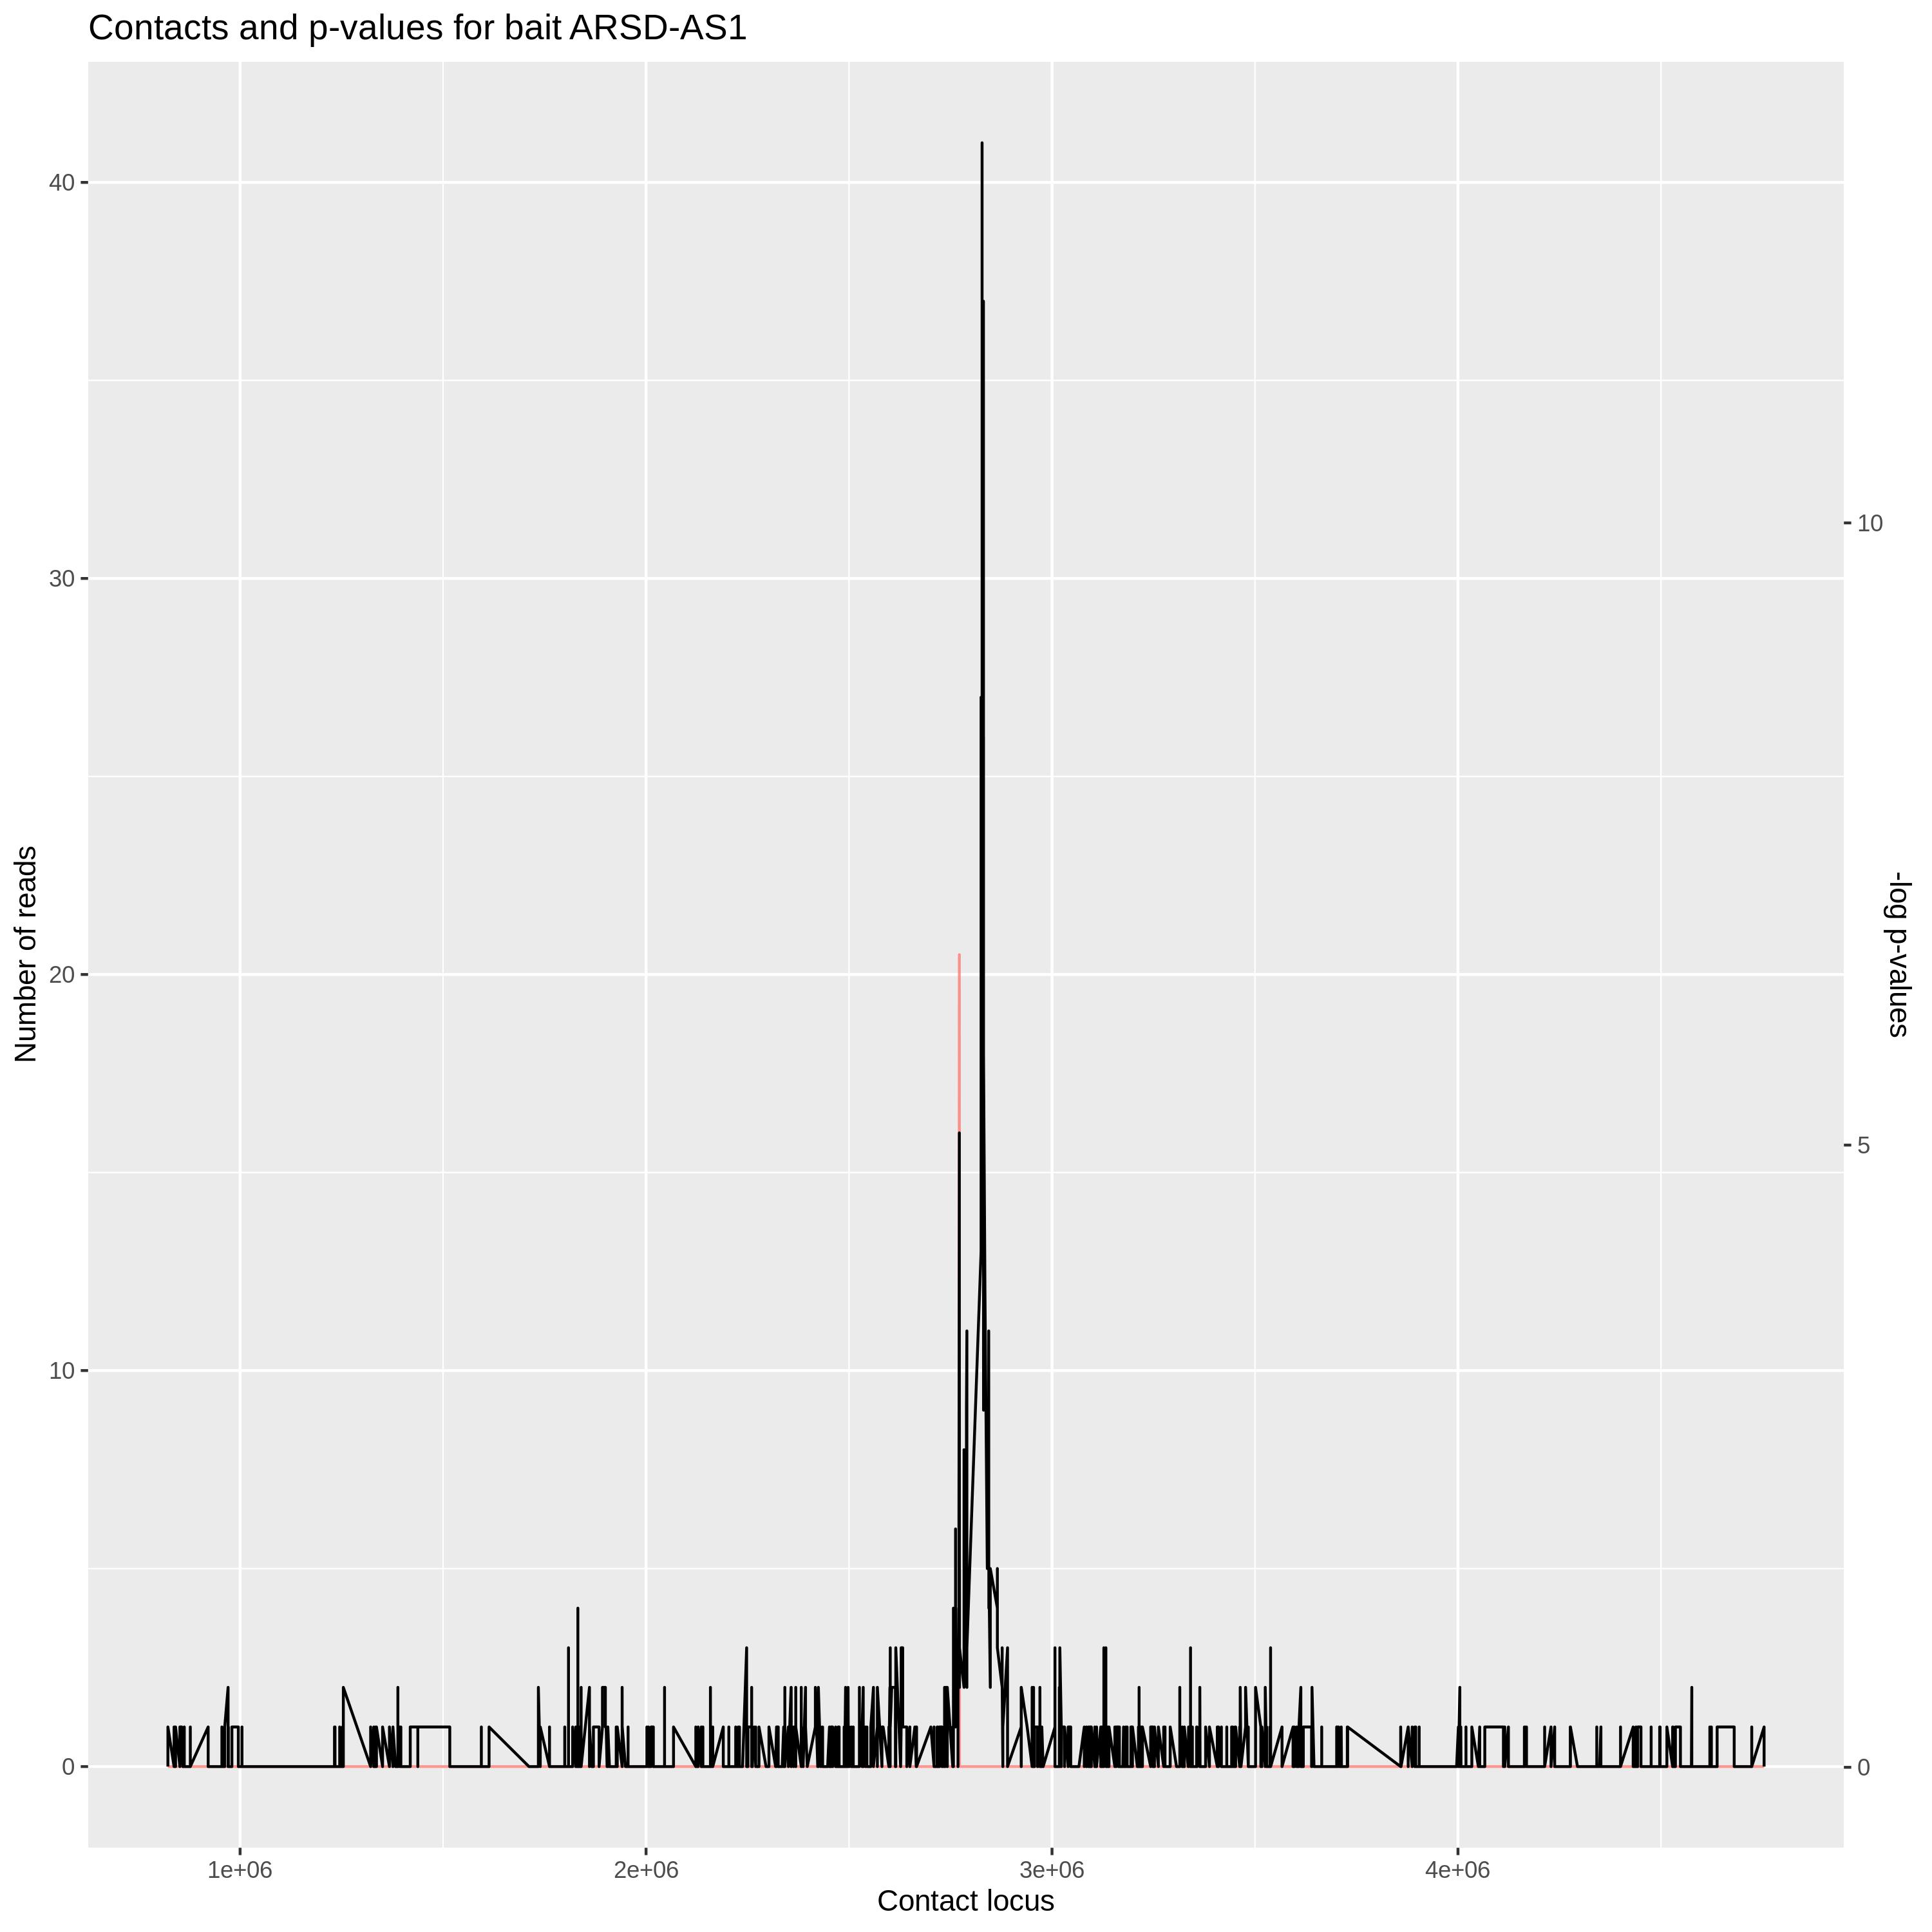 Contacts and p-values for bait ARSD-AS1
40
30
20
10
0
Number of reads
10
5
0
-log p-values
1e+06
2e+06
3e+06
4e+06
Contact locus